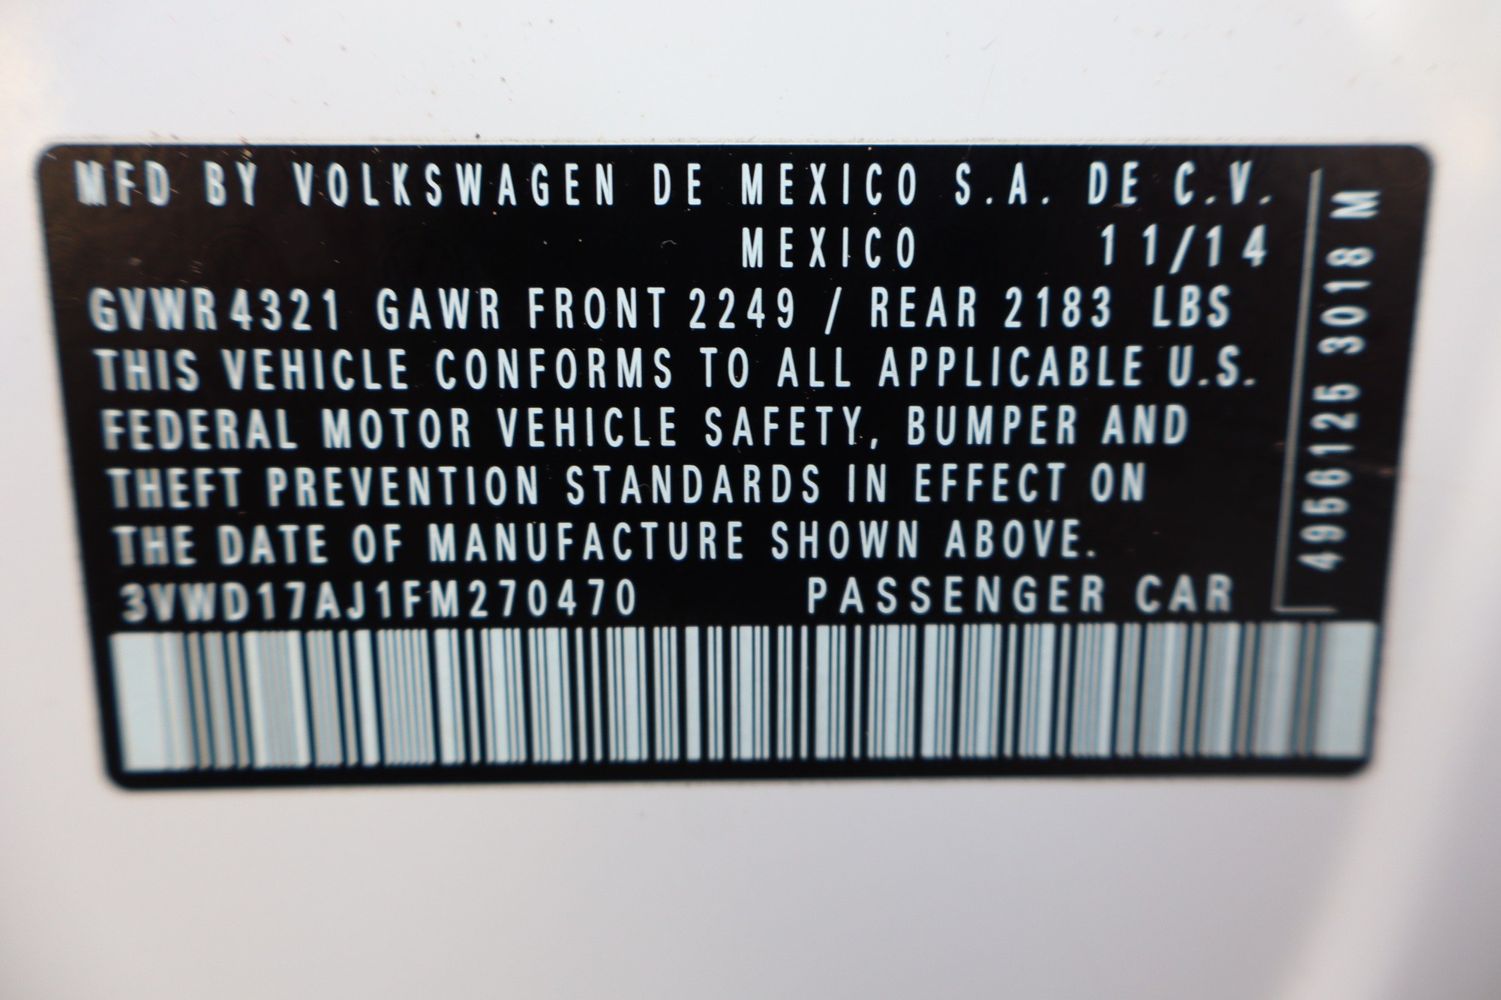 MFD BY VOLKSWAGEN DE MEXICO S.A. DE C.V.
MEXICO 11/14
GVWR 4321 GAWR FRONT 2249 / REAR 2183 LBS
THIS VEHICLE CONFORMS TO ALL APPLICABLE U.S.
FEDERAL MOTOR VEHICLE SAFETY, BUMPER AND
THEFT PREVENTION STANDARDS IN EFFECT ON
THE DATE OF MANUFACTURE SHOWN ABOVE.
3VWD17AJ1FM270470 PASSENGER CAR
4956125 3018 M